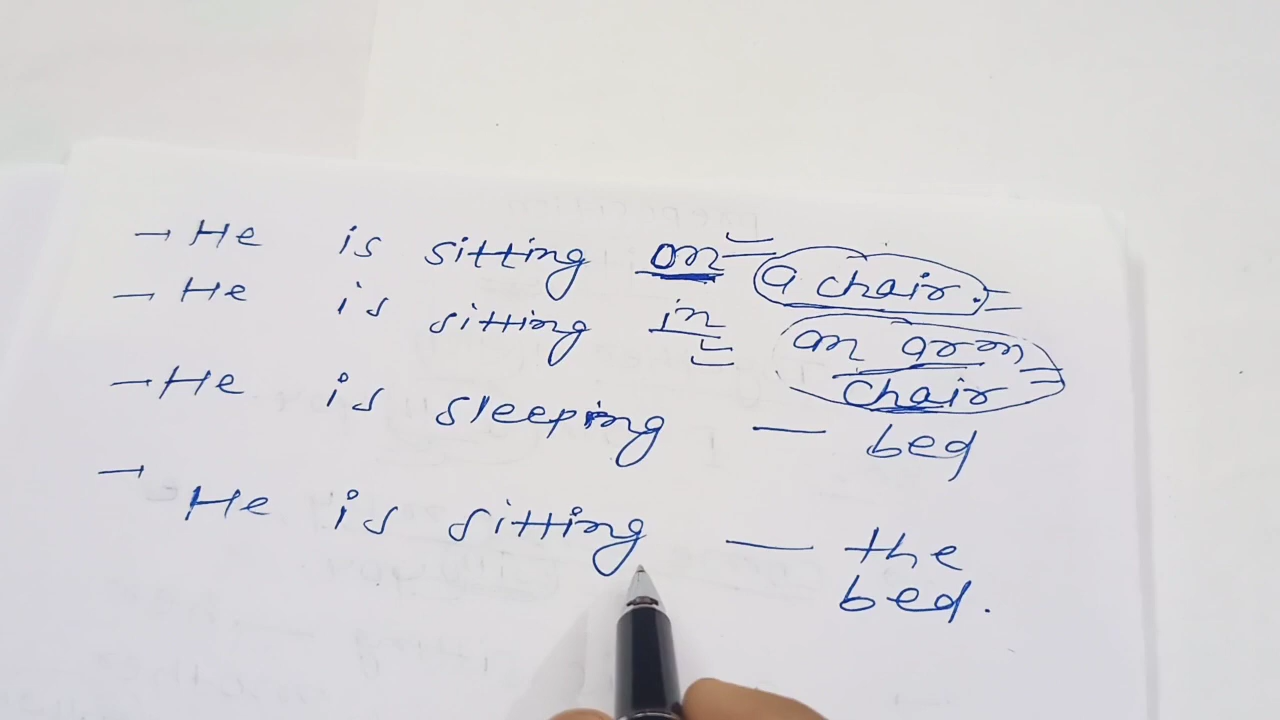 → He is sitting on a chair.
→ He is sitting in an arm
chair
→ He is sleeping — bed
→ He is sitting — the
bed.